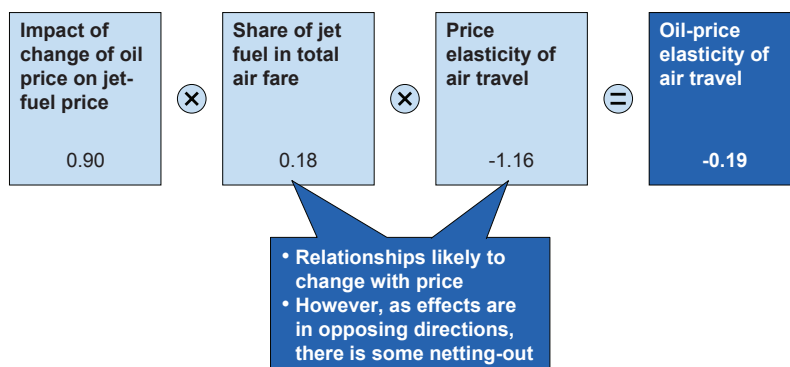 Impact of
change of oil
price on jet-
fuel price
0.90
×
Share of jet
fuel in total
air fare
0.18
×
Price
elasticity of
air travel
-1.16
=
Oil-price
elasticity of
air travel
-0.19
• Relationships likely to
change with price
• However, as effects are
in opposing directions,
there is some netting-out